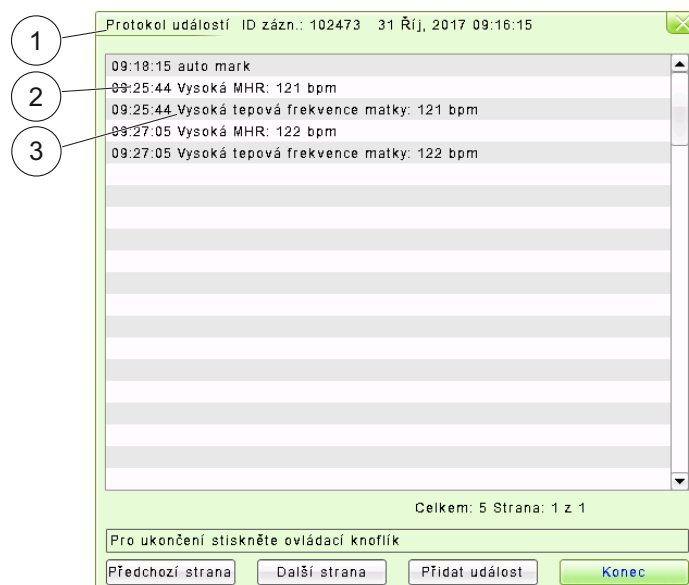 1
Protokol událostí ID zázn.: 102473 31 Říj, 2017 09:16:15
2
3
09:18:15 auto mark
09:25:44 Vysoká MHR: 121 bpm
09:25:44 Vysoká tepová frekvence matky: 121 bpm
09:27:05 Vysoká MHR: 122 bpm
09:27:05 Vysoká tepová frekvence matky: 122 bpm
Celkem: 5 Strana: 1 z 1
Pro ukončení stiskněte ovládací knoflík
Předchozí strana Další strana Přidat událost Konec